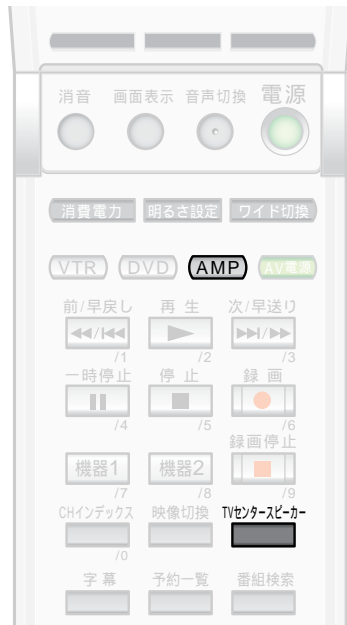 消音 画面表示 音声切換 電源
消費電力 明るさ設定 ワイド切換
VTR DVD AMP AV電源
前/早戻し 再生 次/早送り
/1 /2 /3
一時停止 停止 録画
/4 /5 /6
録画停止
機器1 機器2
/7 /8 /9
CHインデックス 映像切換 TVセンタースピーカー
/0
字幕 予約一覧 番組検索